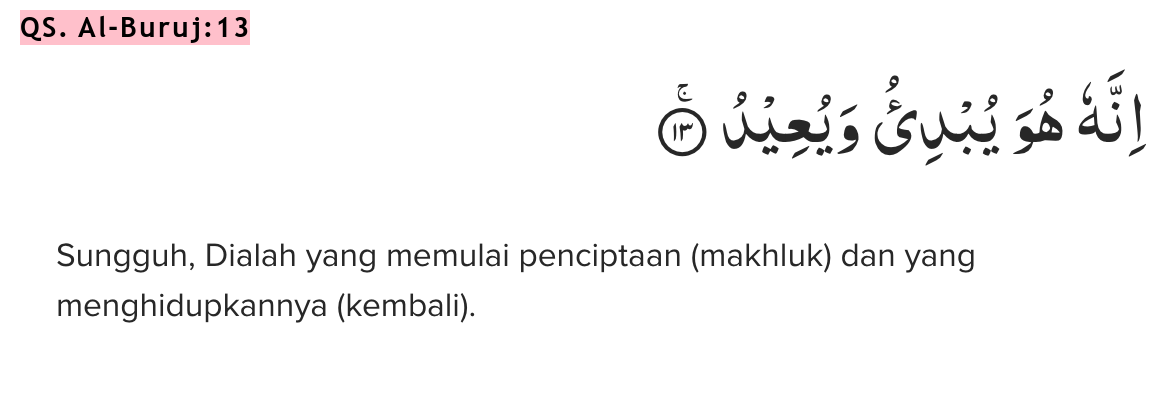 QS. Al-Buruj:13
اِنَّهٗ هُوَ يُبْدِئُ وَيُعِيْدُۚ ١٣
Sungguh, Dialah yang memulai penciptaan (makhluk) dan yang
menghidupkannya (kembali).